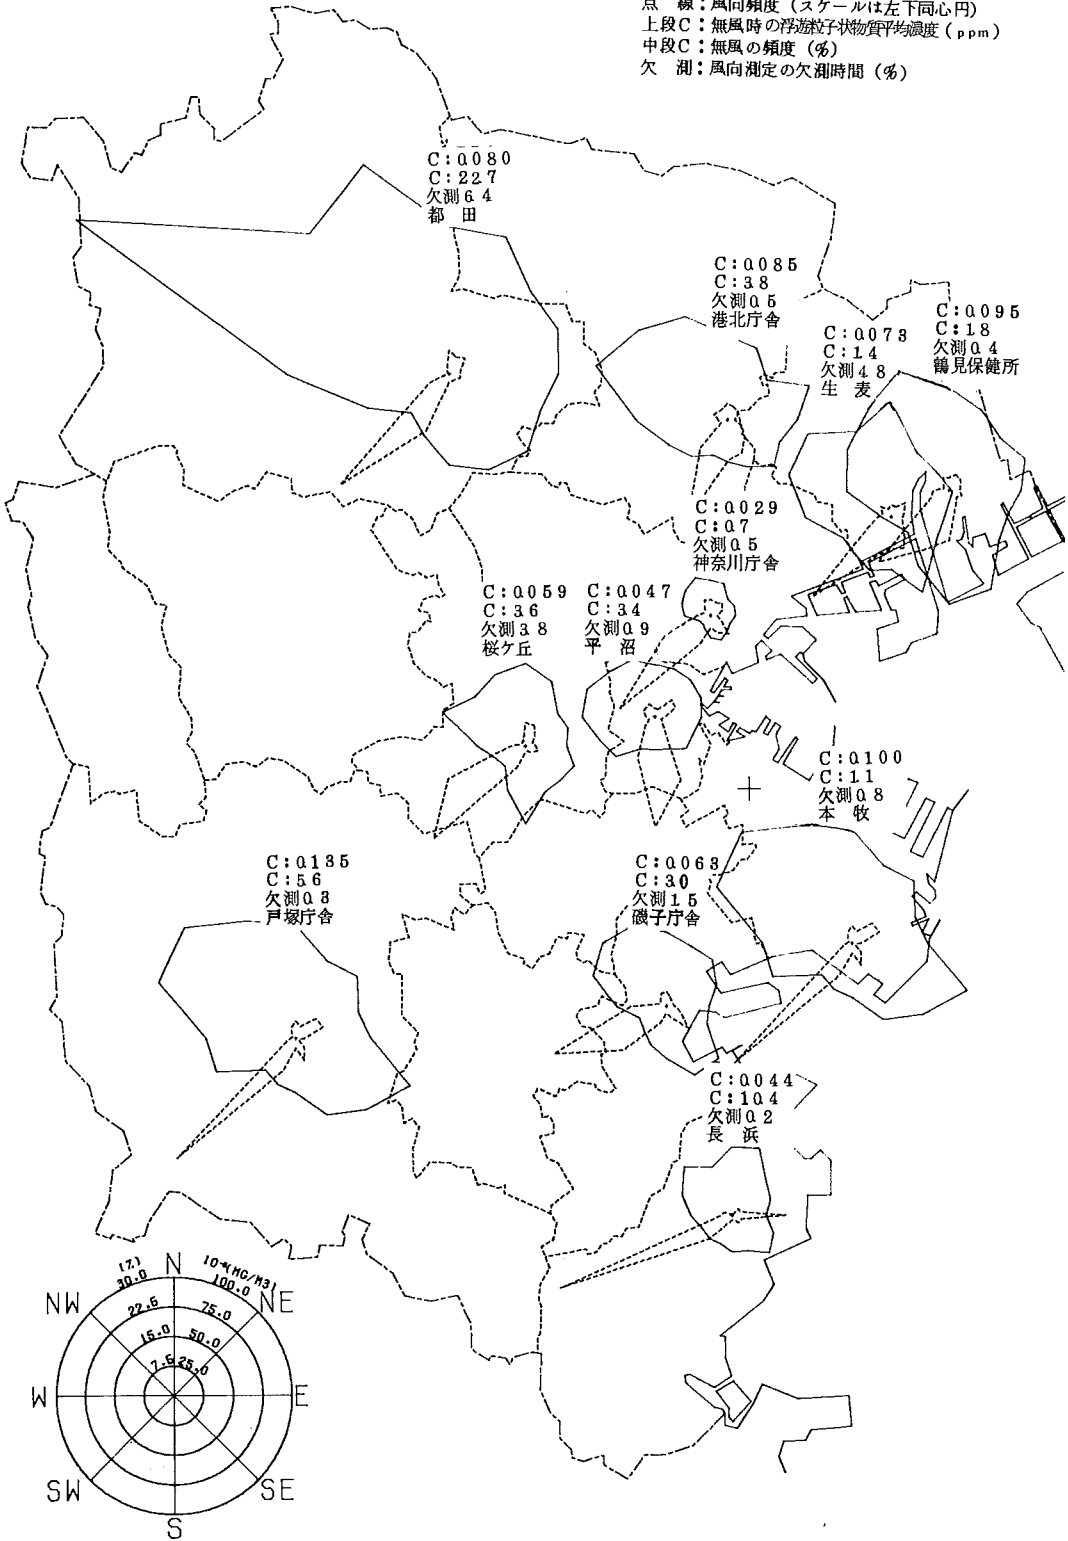 点 線：風向頻度（スケールは左下同心円）
上段C：無風時の浮遊粒子状物質平均濃度（ppm）
中段C：無風の頻度（%）
欠 測：風向測定の欠測時間（%）
C:0.080
C:22.7
欠測6.4
都 田
C:0.085
C:3.8
欠測0.5
港北庁舎
C:0.095
C:1.8
欠測0.4
鶴見保健所
C:0.073
C:1.4
欠測4.8
生 麦
C:0.029
C:0.7
欠測0.5
神奈川庁舎
C:0.059
C:3.6
欠測3.8
桜ケ丘
C:0.047
C:3.4
欠測0.9
平 沼
C:0.100
C:1.1
欠測0.8
本 牧
C:0.135
C:5.6
欠測0.3
戸塚庁舎
C:0.063
C:3.0
欠測1.5
磯子庁舎
C:0.044
C:10.4
欠測0.2
長 浜
(%)
30.0
N
100.0
NW
22.5
75.0
NE
15.0
50.0
7.5
25.0
W
E
SW
SE
S